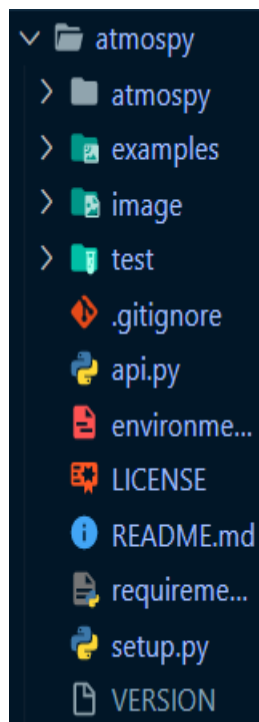 atmospy
atmospy
examples
image
test
.gitignore
api.py
environme...
LICENSE
README.md
requireme...
setup.py
VERSION